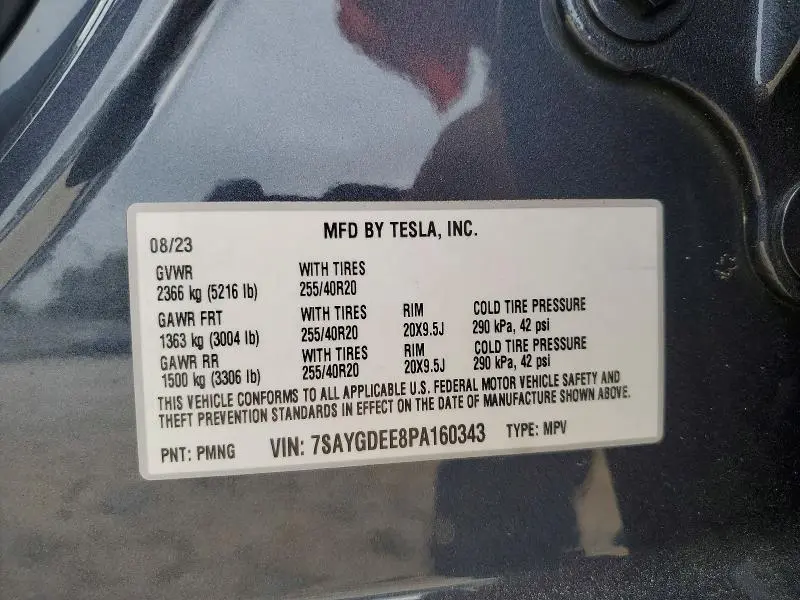 MFD BY TESLA, INC.
08/23
GVWR WITH TIRES
2366 kg (5216 lb) 255/40R20
GAWR FRT WITH TIRES RIM COLD TIRE PRESSURE
1363 kg (3004 lb) 255/40R20 20X9.5J 290 kPa, 42 psi
GAWR RR WITH TIRES RIM COLD TIRE PRESSURE
1500 kg (3306 lb) 255/40R20 20X9.5J 290 kPa, 42 psi
THIS VEHICLE CONFORMS TO ALL APPLICABLE U.S. FEDERAL MOTOR VEHICLE SAFETY AND
THEFT PREVENTION STANDARDS IN EFFECT ON THE DATE OF MANUFACTURE SHOWN ABOVE.
PNT: PMNG VIN: 7SAYGDEE8PA160343 TYPE: MPV